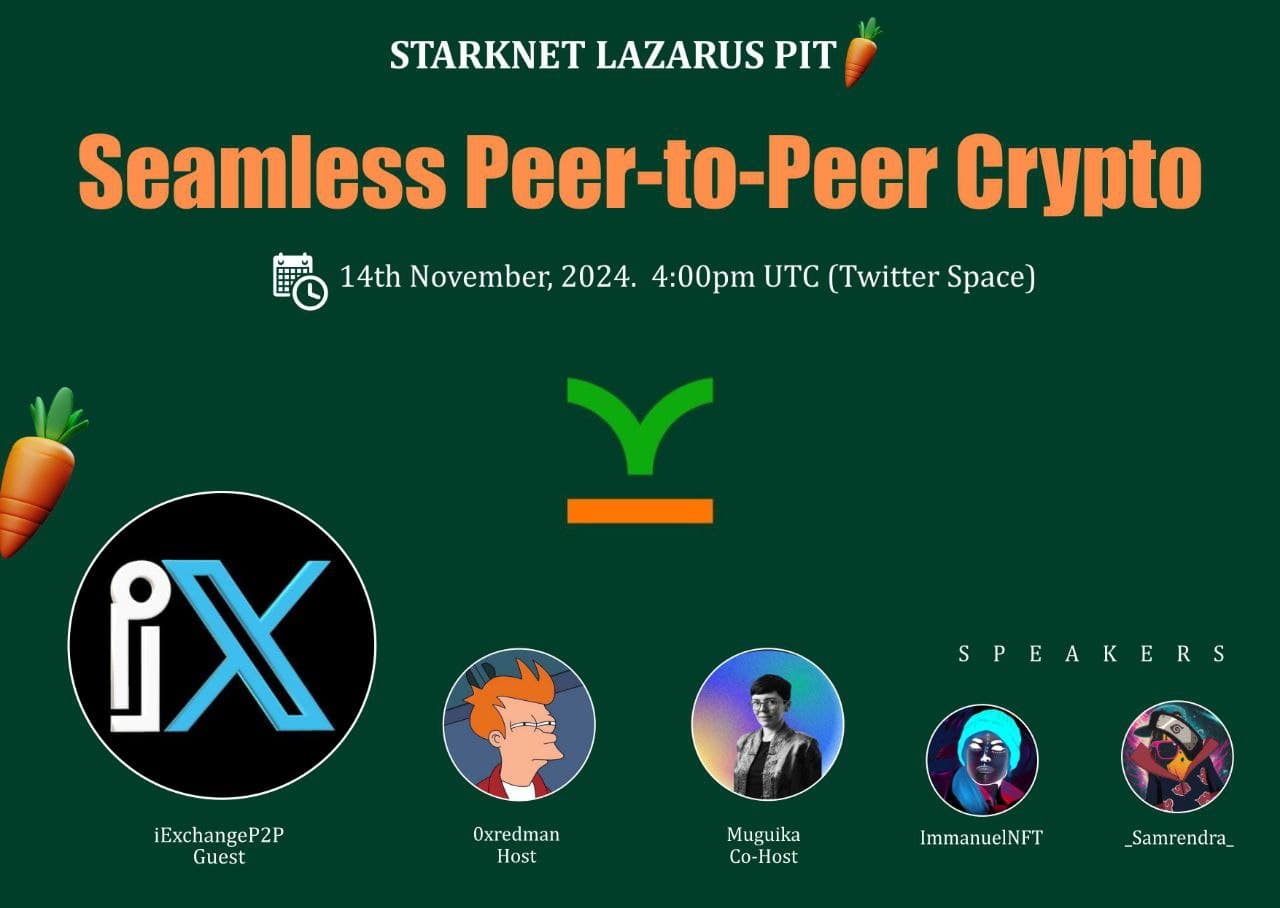 STARKNET LAZARUS PIT
Seamless Peer-to-Peer Crypto
14th November, 2024.  4:00pm UTC (Twitter Space)
iX
SPEAKERS
iExchangeP2P
Guest
0xredman
Host
Muguika
Co-Host
ImmanuelNFT
_Samrendra_